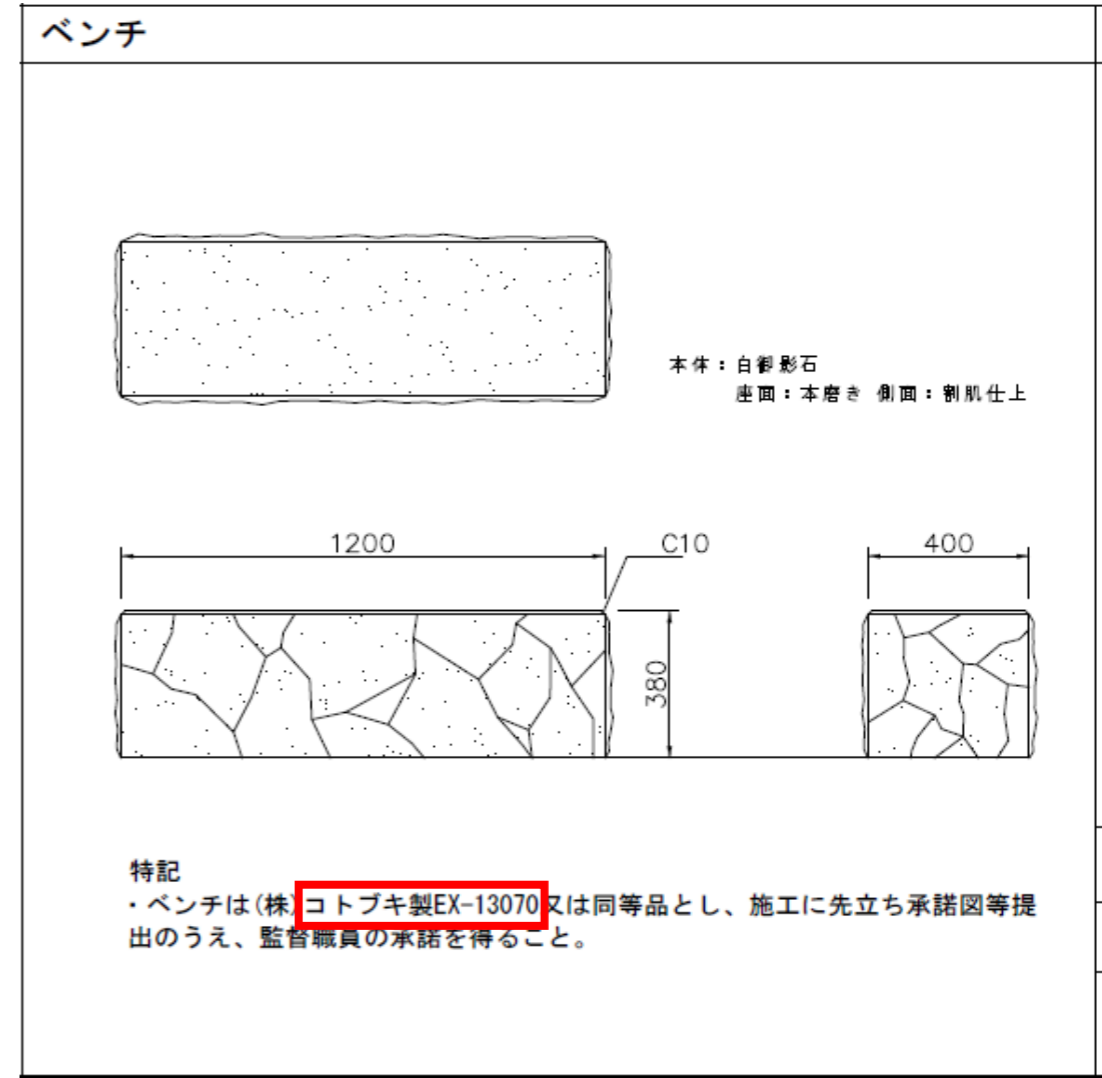 ベンチ
本体：白御影石
座面：本磨き 側面：割肌仕上
1200
C10
400
380
特記
・ベンチは(株)コトブキ製EX-13070又は同等品とし、施工に先立ち承諾図等提
出のうえ、監督職員の承諾を得ること。